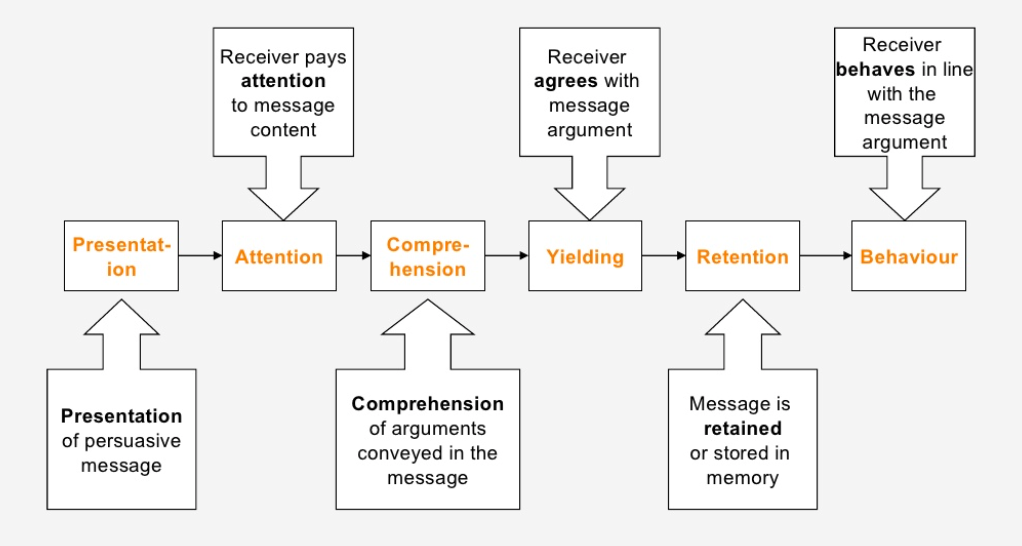 Receiver pays
attention
to message
content
Receiver
agrees with
message
argument
Receiver
behaves in line
with the
message
argument
Presentat-
ion
Attention
Compre-
hension
Yielding
Retention
Behaviour
Presentation
of persuasive
message
Comprehension
of arguments
conveyed in the
message
Message is
retained
or stored in
memory